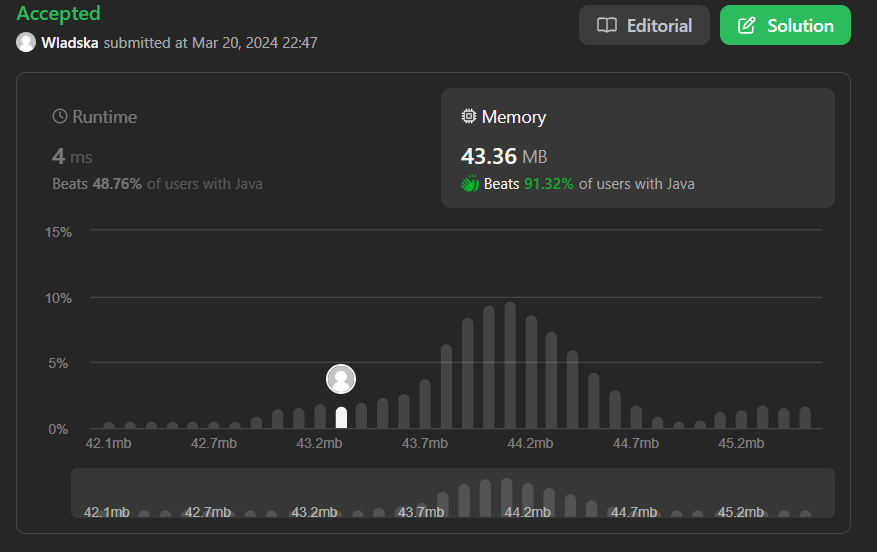 Accepted
Editorial
Solution
Wladska submitted at Mar 20, 2024 22:47
Runtime
Memory
4 ms
43.36 MB
Beats 48.76% of users with Java
Beats 91.32% of users with Java
15%
10%
5%
0%
42.1mb 42.7mb 43.2mb 43.7mb 44.2mb 44.7mb 45.2mb
42.1mb 42.7mb 43.2mb 43.7mb 44.2mb 44.7mb 45.2mb